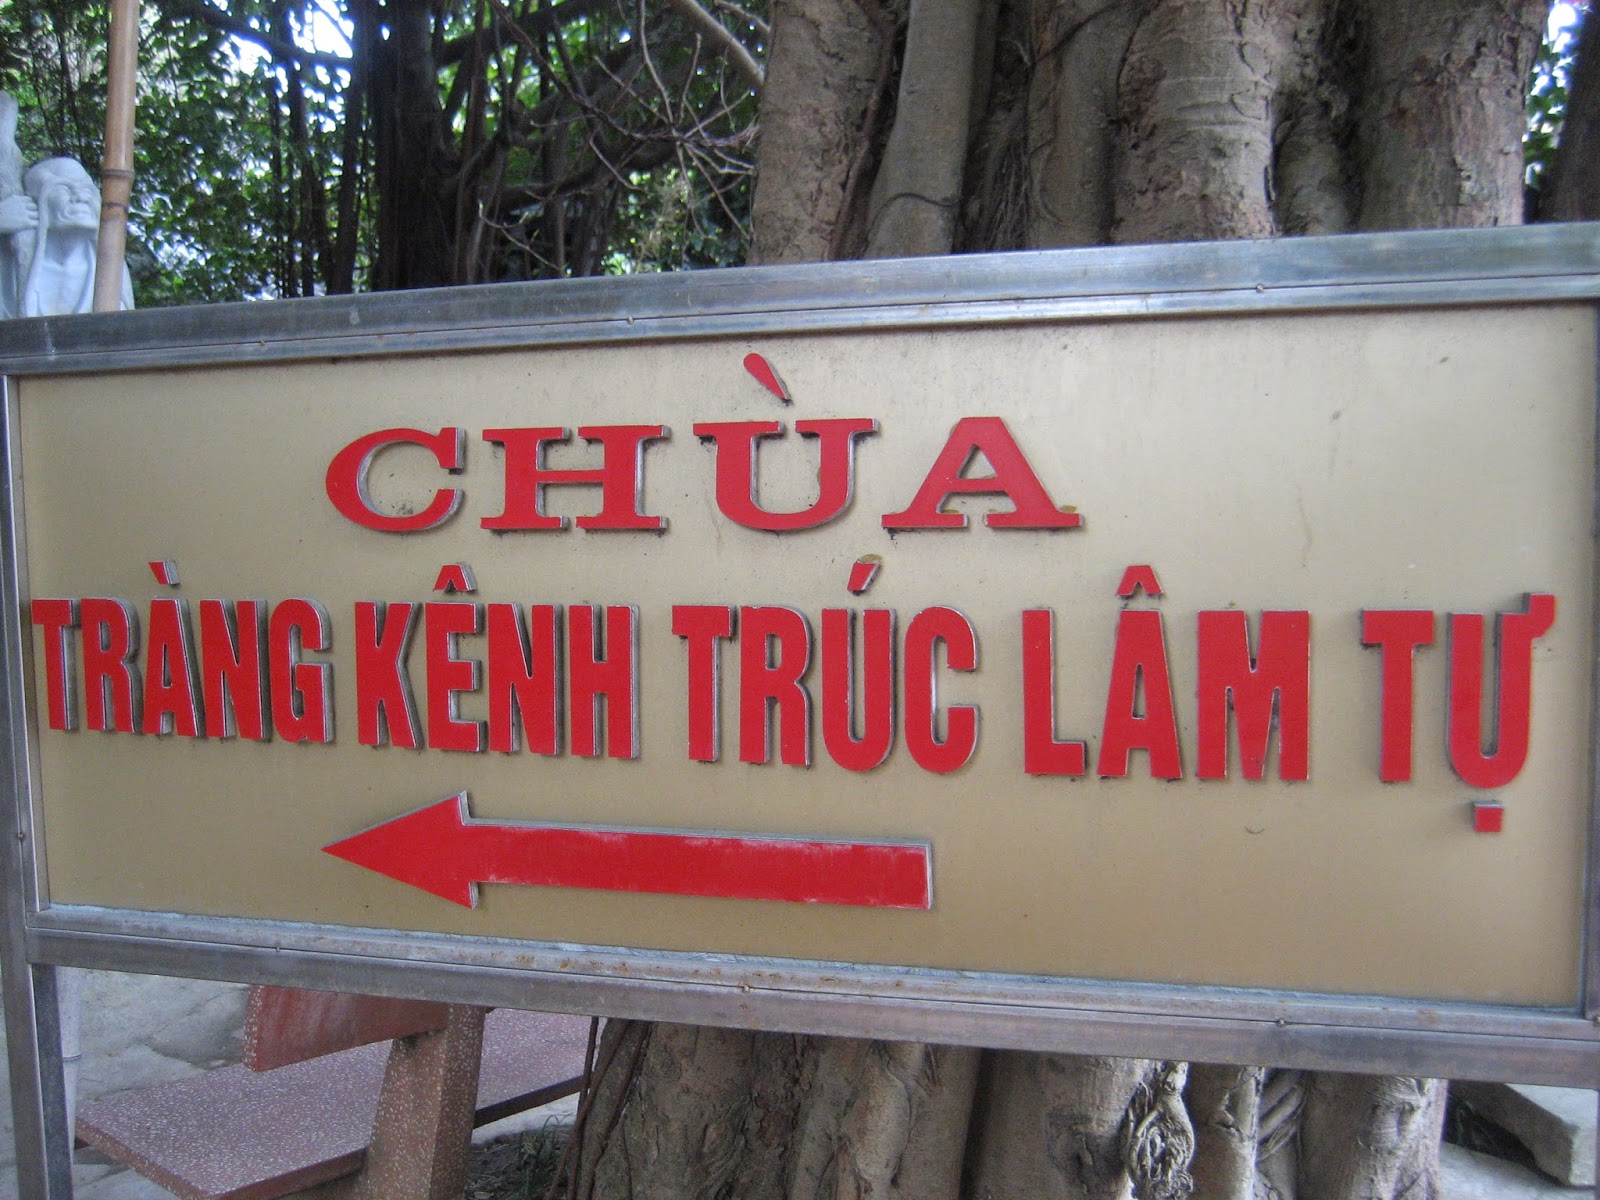 CHÙA
TRÀNG KÊNH TRÚC LÂM TỰ